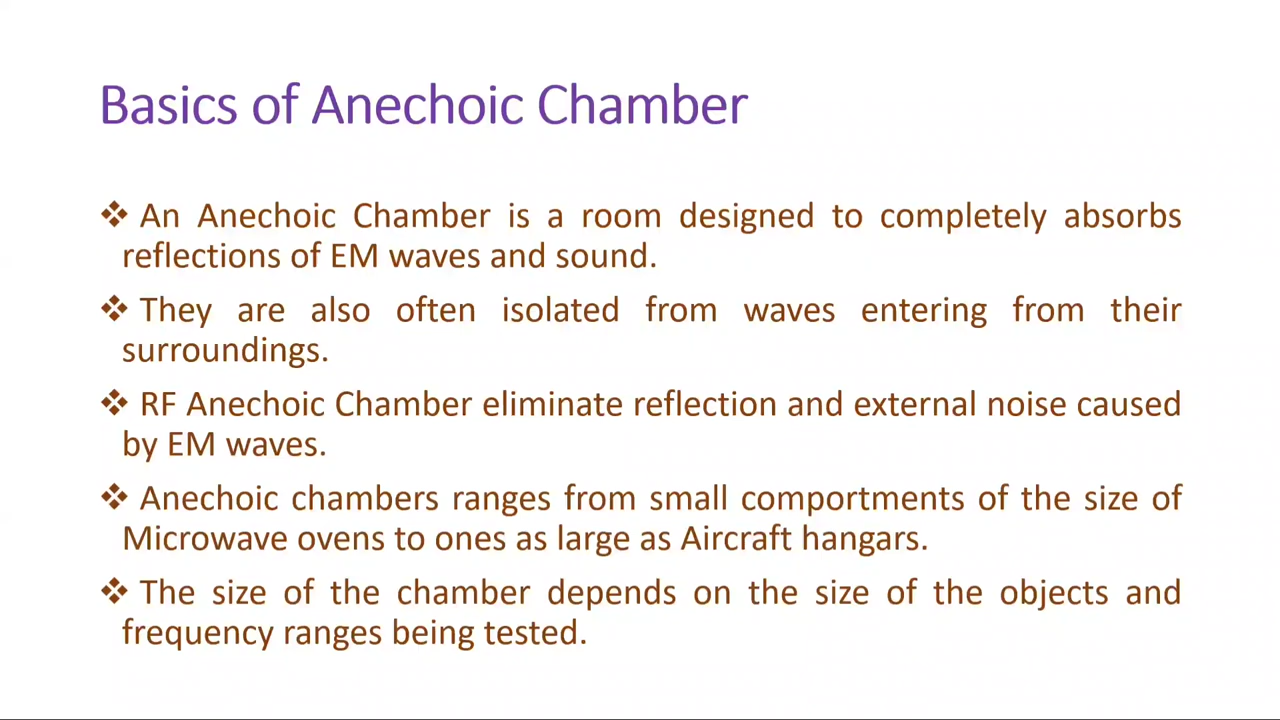 Basics of Anechoic Chamber
❖ An Anechoic Chamber is a room designed to completely absorbs
reflections of EM waves and sound.
❖ They are also often isolated from waves entering from their
surroundings.
❖ RF Anechoic Chamber eliminate reflection and external noise caused
by EM waves.
❖ Anechoic chambers ranges from small comportments of the size of
Microwave ovens to ones as large as Aircraft hangars.
❖ The size of the chamber depends on the size of the objects and
frequency ranges being tested.